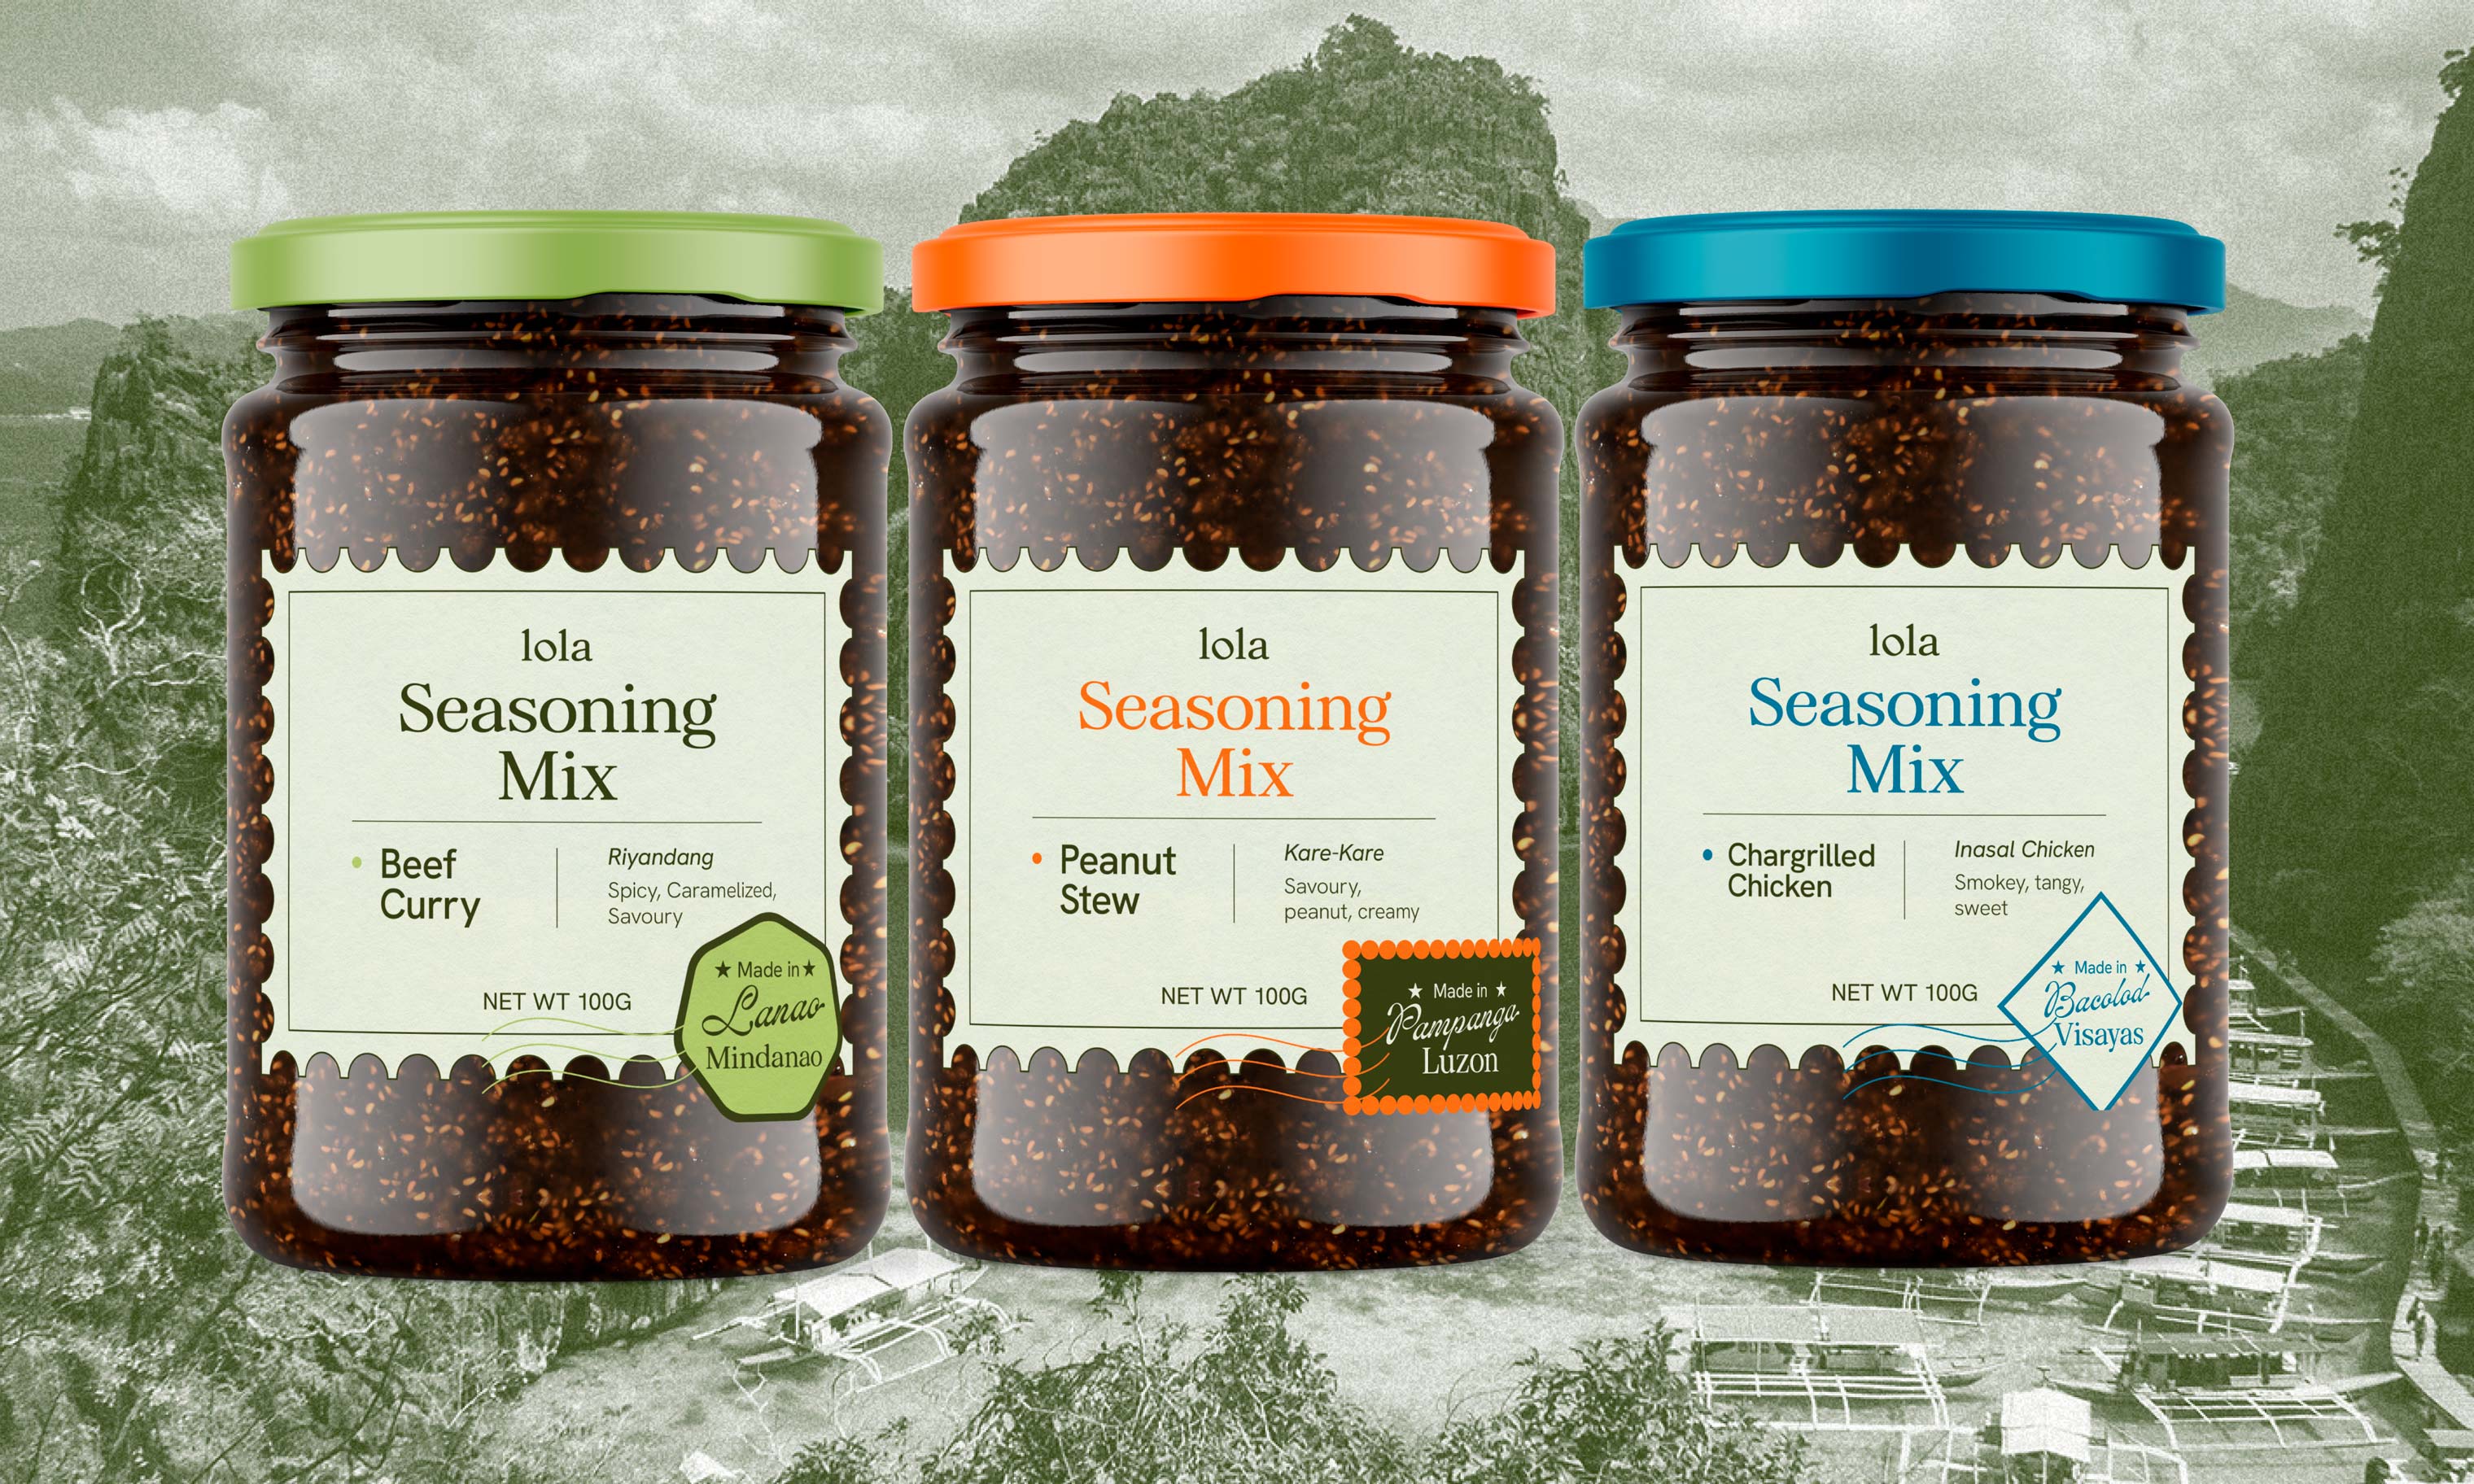 lola
Seasoning
Mix
Beef
Curry
Riyandang
Spicy, Caramelized,
Savoury
NET WT 100G
★ Made in ★
Lanao
Mindanao
lola
Seasoning
Mix
Peanut
Stew
Kare-Kare
Savoury,
peanut, creamy
NET WT 100G
★ Made in ★
Pampanga
Luzon
lola
Seasoning
Mix
Chargrilled
Chicken
Inasal Chicken
Smokey, tangy,
sweet
NET WT 100G
★ Made in ★
Bacolod
Visayas